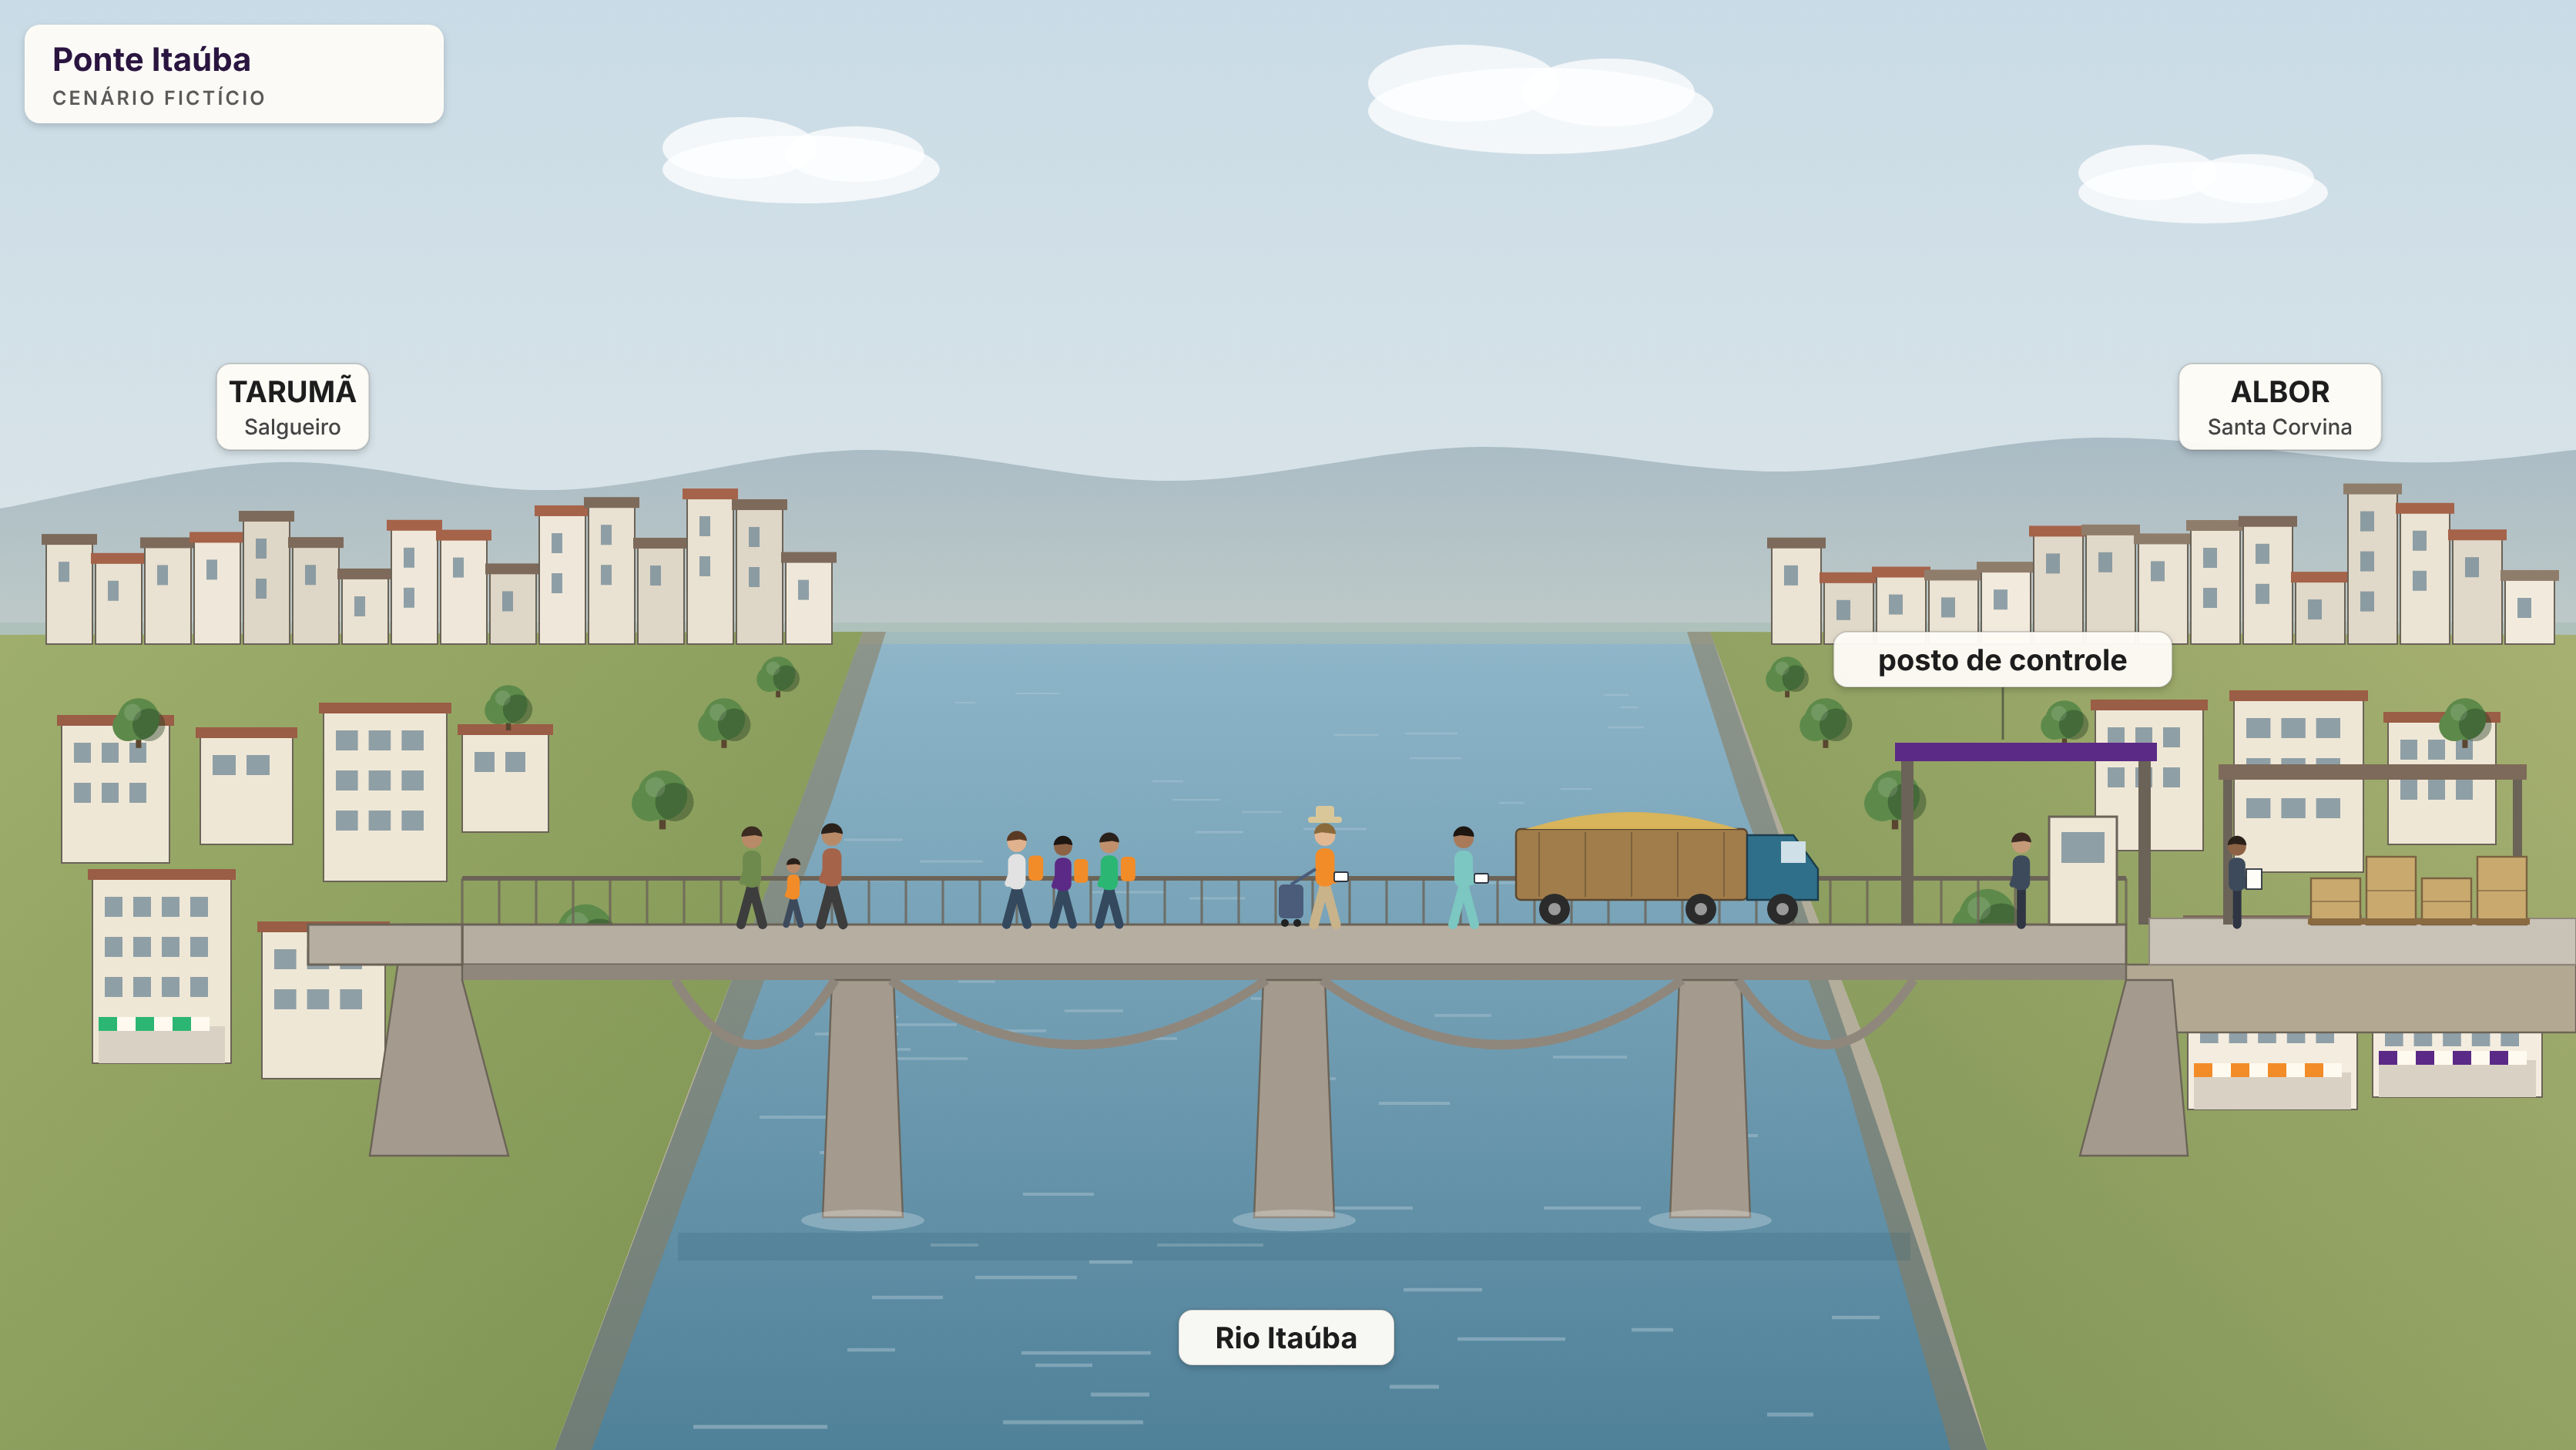 Ponte Itaúba
CENÁRIO FICTÍCIO
TARUMÃ
Salgueiro
ALBOR
Santa Corvina
posto de controle
Rio Itaúba